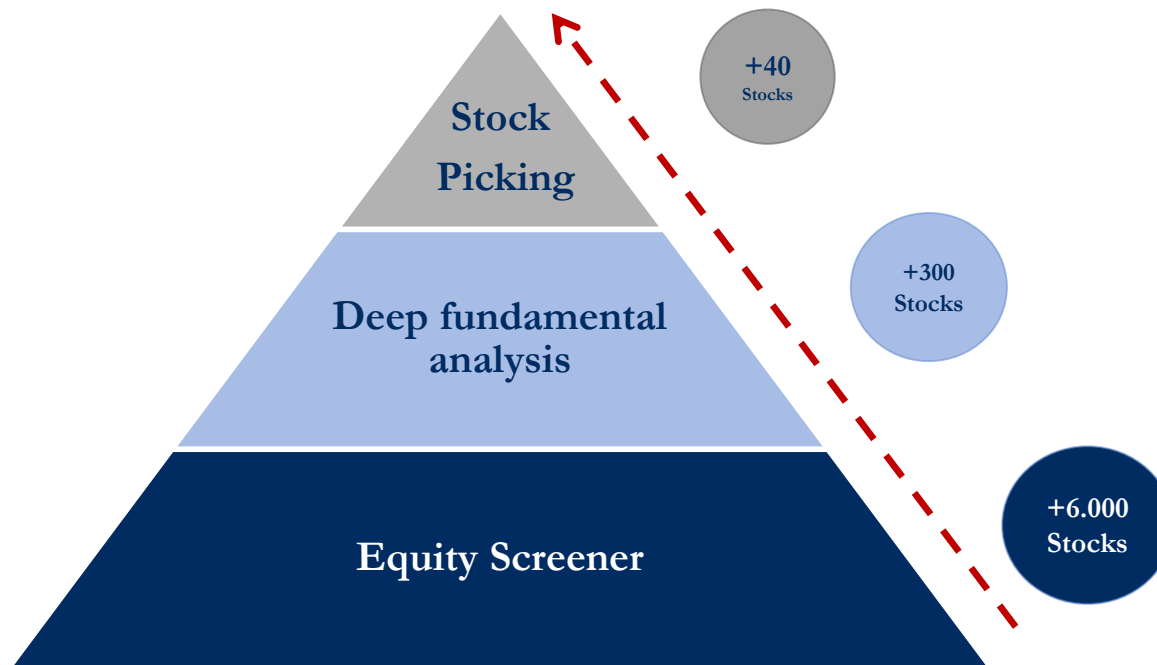 Stock
Picking
+40
Stocks
Deep fundamental
analysis
+300
Stocks
Equity Screener
+6.000
Stocks